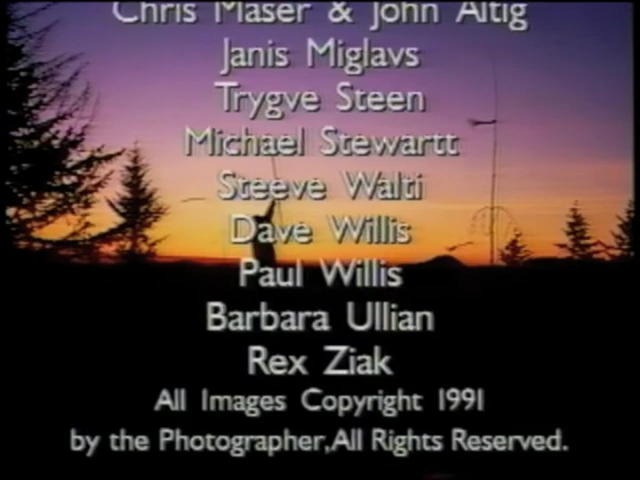 Chris Maser & John Altig
Janis Miglavs
Trygve Steen
Michael Stewartt
Steeve Walti
Dave Willis
Paul Willis
Barbara Ullian
Rex Ziak
All Images Copyright 1991
by the Photographer, All Rights Reserved.